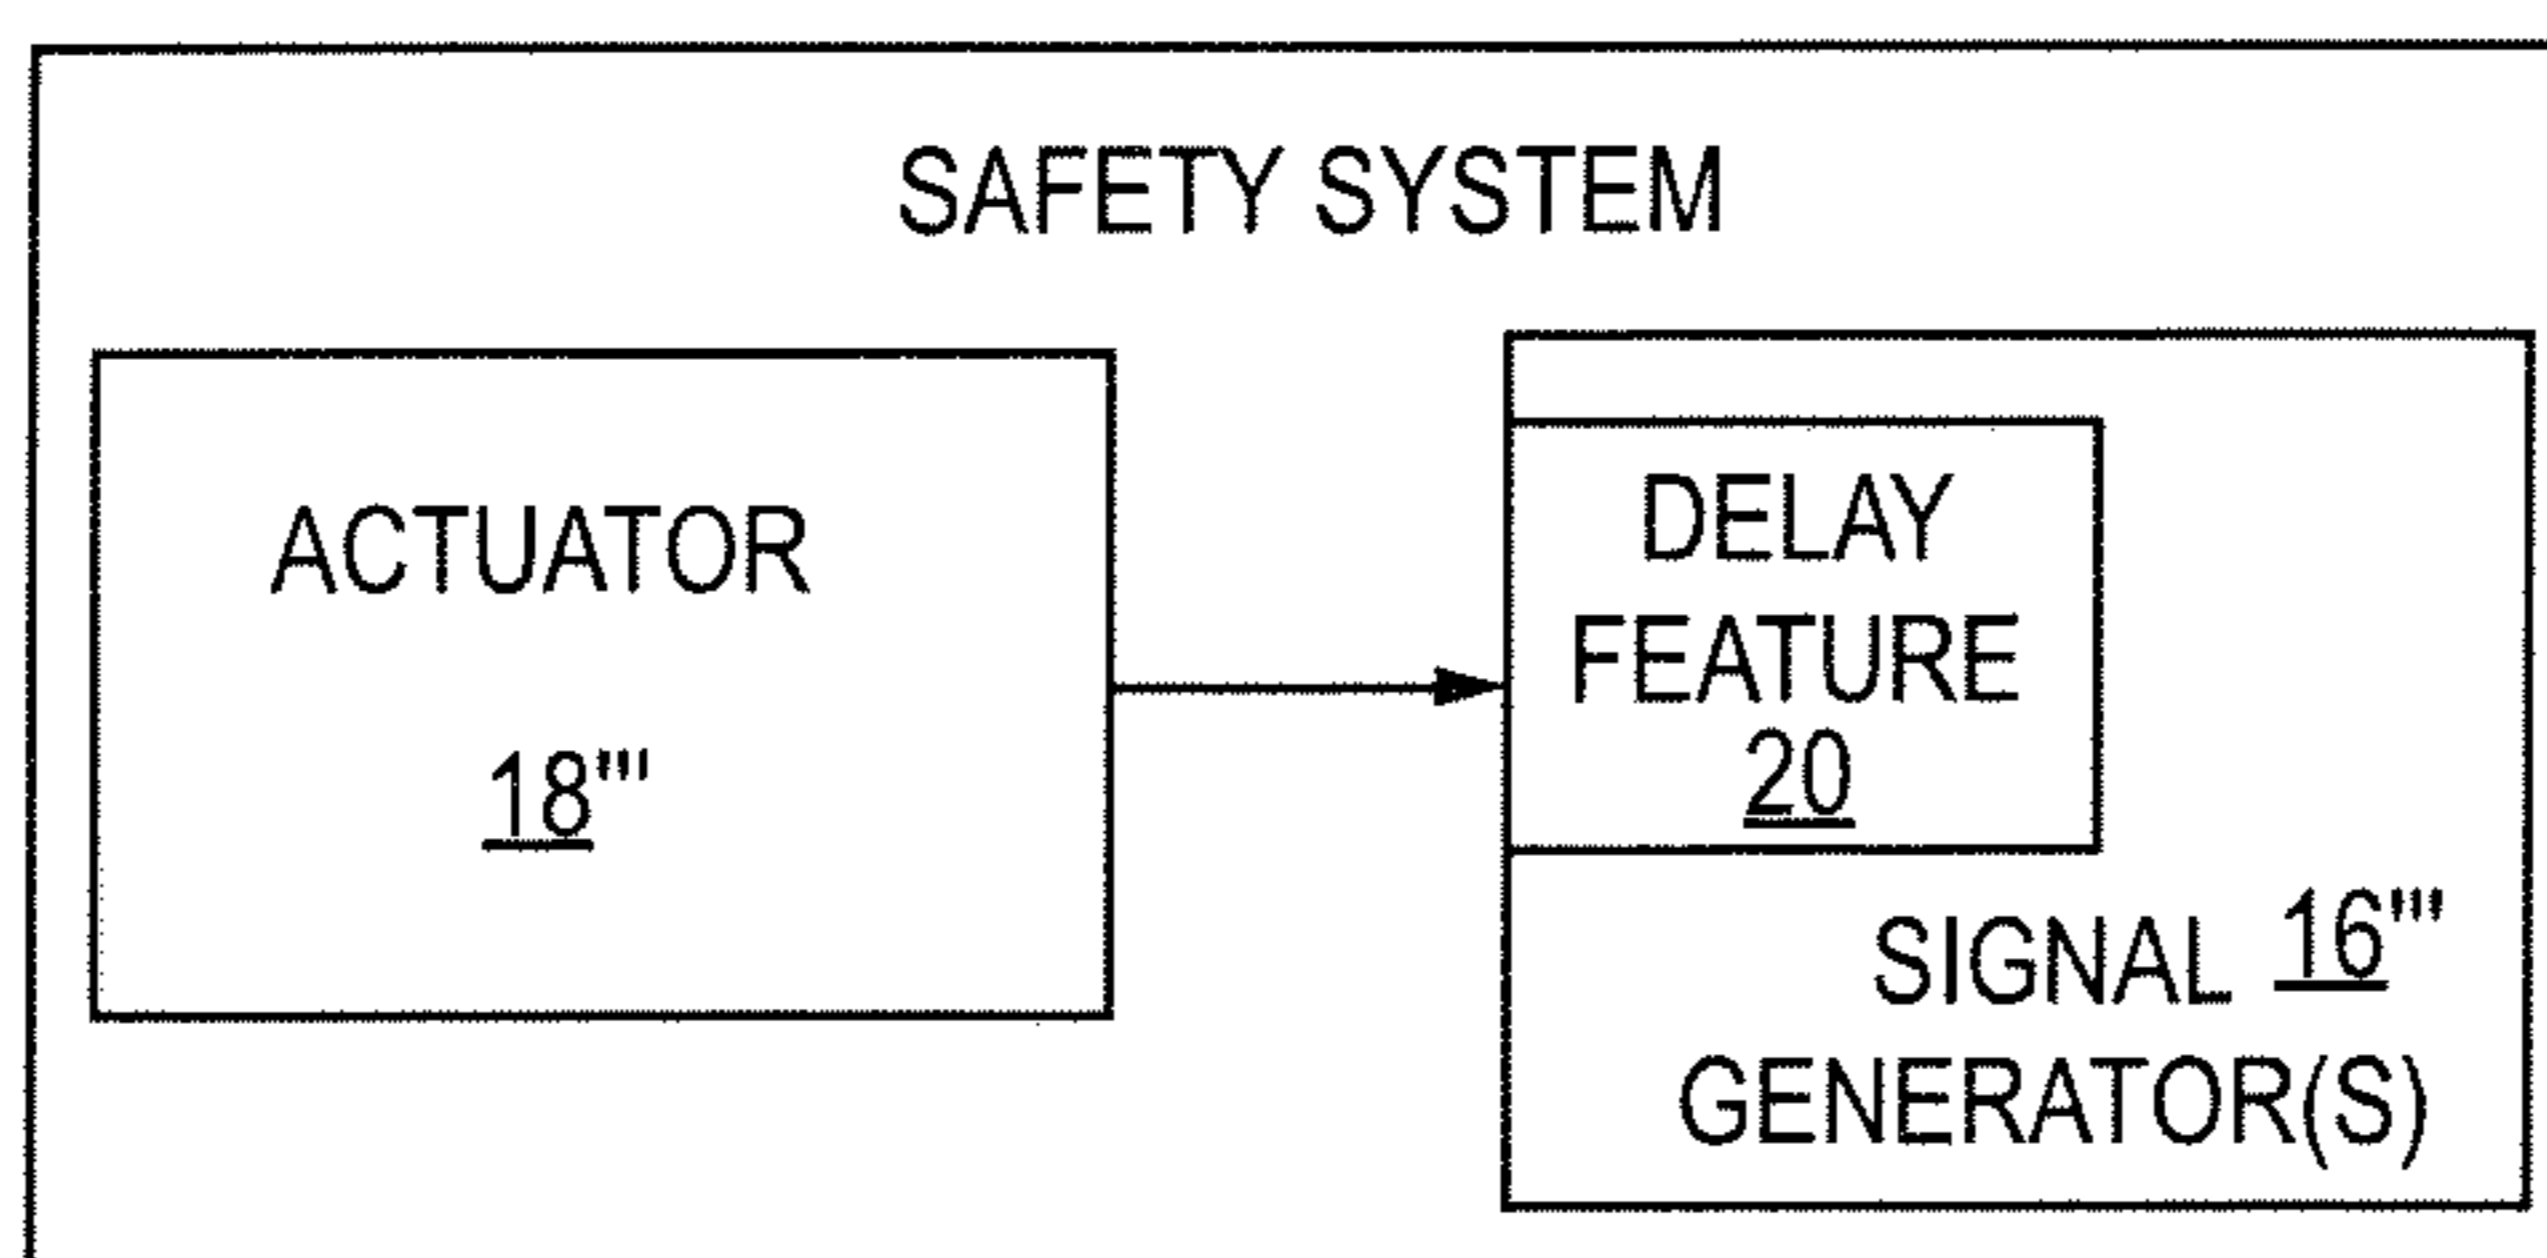 SAFETY SYSTEM
ACTUATOR
18'''
DELAY
FEATURE
20
SIGNAL 16'''
GENERATOR(S)